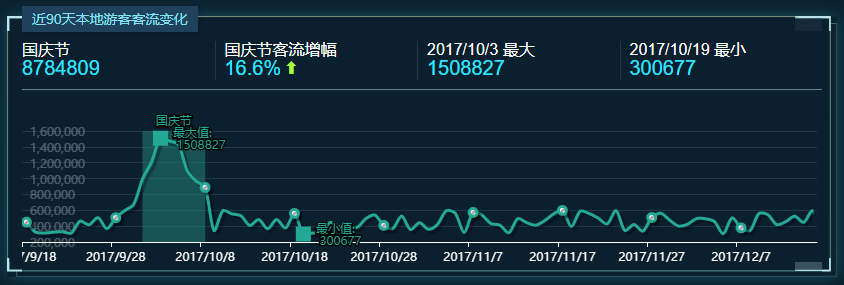 近90天本地游客客流变化
国庆节
8784809
国庆节客流增幅
16.6%
2017/10/3 最大
1508827
2017/10/19 最小
300677
国庆节
最大值:
1508827
1,600,000
1,400,000
1,200,000
1,000,000
800,000
600,000
400,000
200,000
最小值:
300677
7/9/18
2017/9/28
2017/10/8
2017/10/18
2017/10/28
2017/11/7
2017/11/17
2017/11/27
2017/12/7